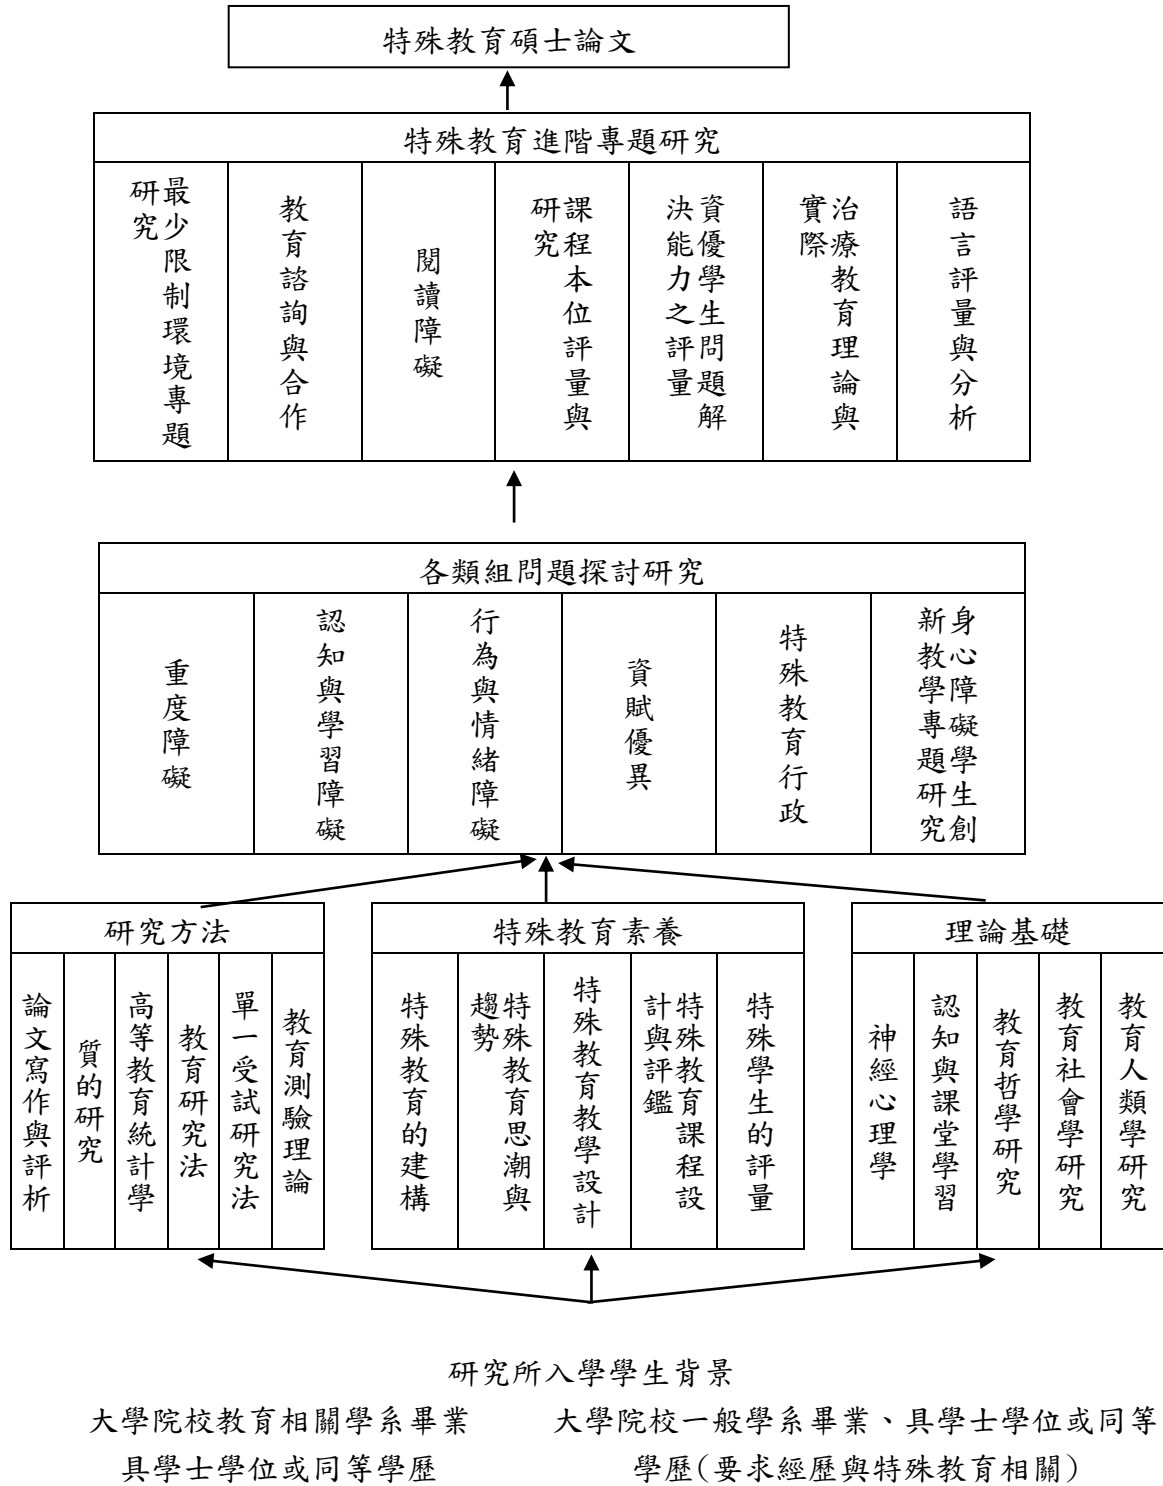 特殊教育碩士論文
特殊教育進階專題研究
最少限制環境專題
研究
教育諮詢與合作
閱讀障礙
課程本位評量與
研究
資優學生問題解
決能力之評量
治療教育理論與
實際
語言評量與分析
各類組問題探討研究
重度障礙
認知與學習障礙
行為與情緒障礙
資賦優異
特殊教育行政
身心障礙學生創
新教學專題研究
研究方法
論文寫作與評析
質的研究
高等教育統計學
教育研究法
單一受試研究法
教育測驗理論
特殊教育素養
特殊教育的建構
特殊教育思潮與
趨勢
特殊教育教學設計
特殊教育課程設
計與評鑑
特殊學生的評量
理論基礎
神經心理學
認知與課堂學習
教育哲學研究
教育社會學研究
教育人類學研究
研究所入學學生背景
大學院校教育相關學系畢業
具學士學位或同等學歷
大學院校一般學系畢業、具學士學位或同等
學歷(要求經歷與特殊教育相關)